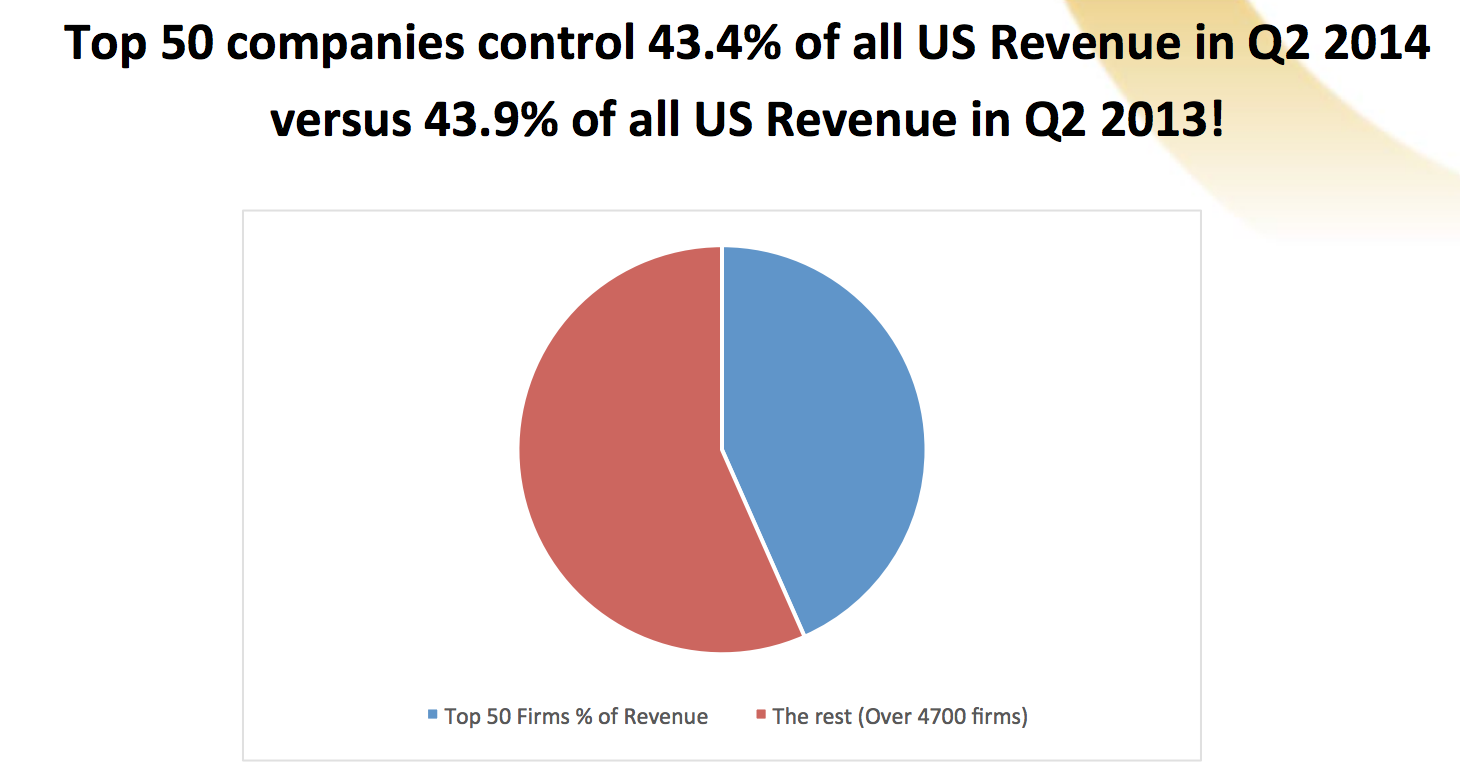 Top 50 companies control 43.4% of all US Revenue in Q2 2014
versus 43.9% of all US Revenue in Q2 2013!
Top 50 Firms % of Revenue
The rest (Over 4700 firms)